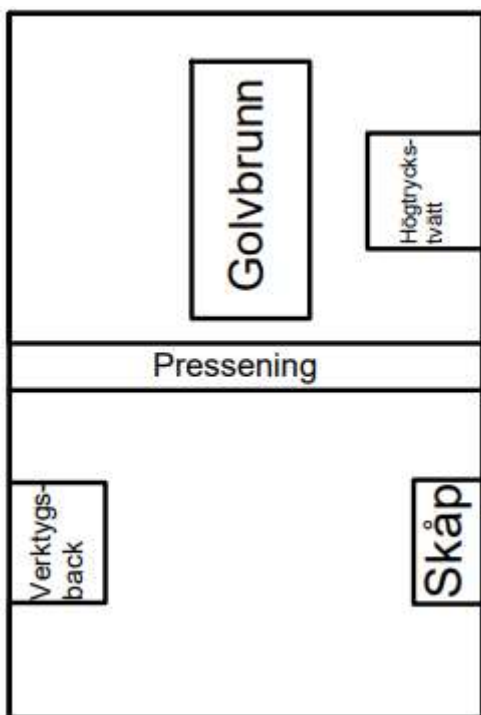 Golvbrunn
Högtrycks-
tvätt
Pressening
Verktygs-
back
Skåp